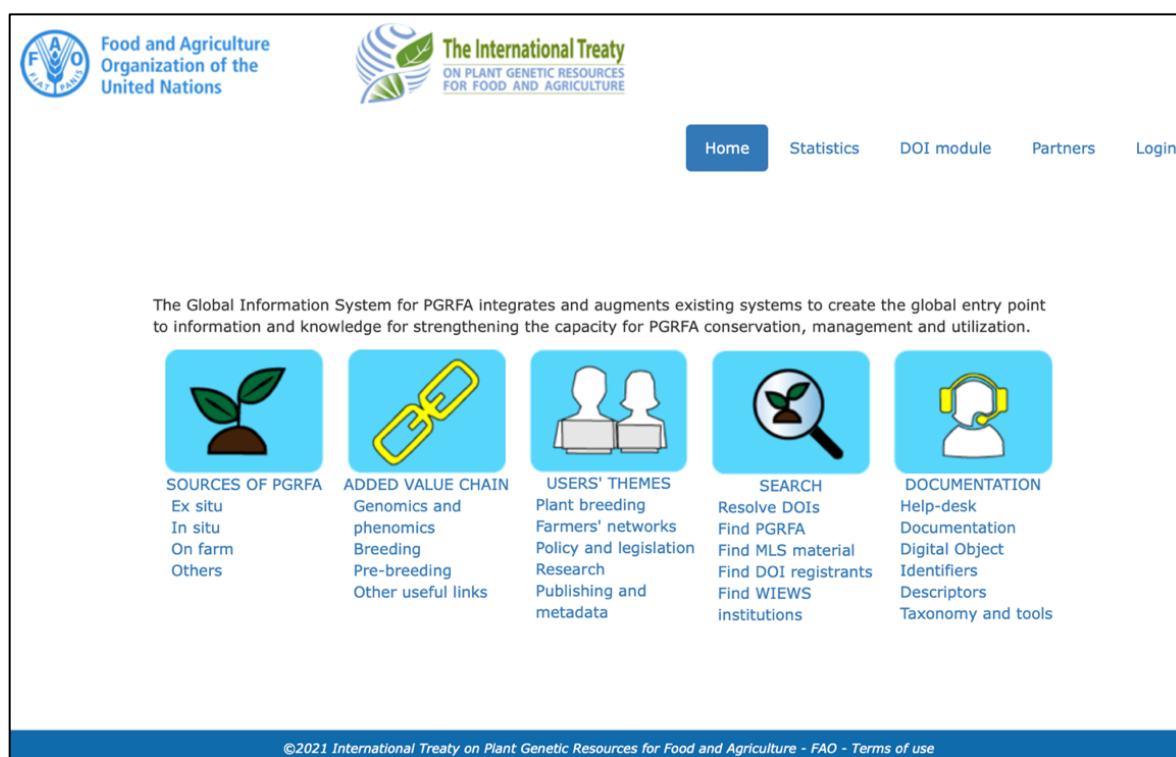 Food and Agriculture
Organization of the
United Nations
FAO
FIAT PANIS
The International Treaty
ON PLANT GENETIC RESOURCES
FOR FOOD AND AGRICULTURE
Home
Statistics
DOI module
Partners
Login
The Global Information System for PGRFA integrates and augments existing systems to create the global entry point
to information and knowledge for strengthening the capacity for PGRFA conservation, management and utilization.
SOURCES OF PGRFA
Ex situ
In situ
On farm
Others
ADDED VALUE CHAIN
Genomics and
phenomics
Breeding
Pre-breeding
Other useful links
USERS' THEMES
Plant breeding
Farmers' networks
Policy and legislation
Research
Publishing and
metadata
SEARCH
Resolve DOIs
Find PGRFA
Find MLS material
Find DOI registrants
Find WIEWS
institutions
DOCUMENTATION
Help-desk
Documentation
Digital Object
Identifiers
Descriptors
Taxonomy and tools
©2021 International Treaty on Plant Genetic Resources for Food and Agriculture - FAO - Terms of use